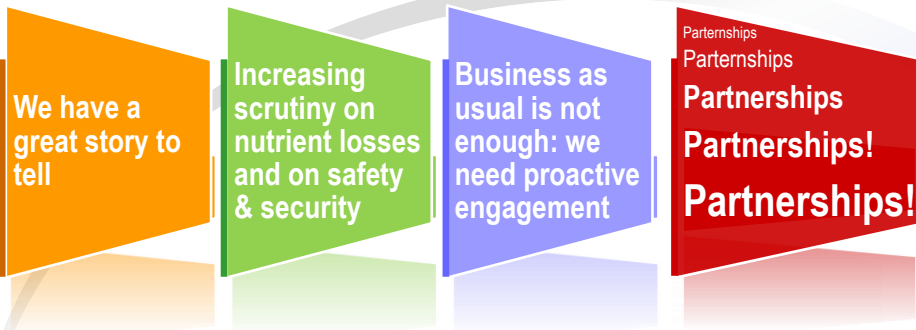 We have a
great story to
tell
Increasing
scrutiny on
nutrient losses
and on safety
& security
Business as
usual is not
enough: we
need proactive
engagement
Parternships
Parternships
Partnerships
Partnerships!
Partnerships!